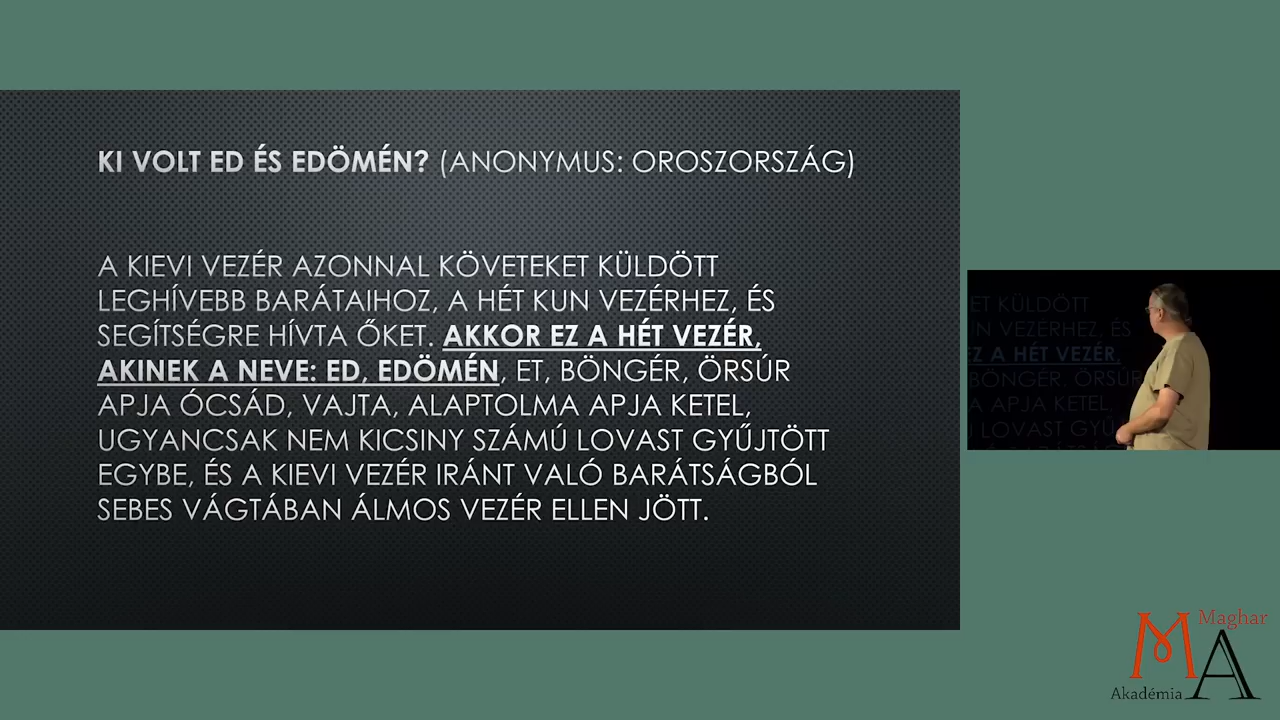 KI VOLT ED ÉS EDÖMÉN? (ANONYMUS: OROSZORSZÁG)
A KIEVI VEZÉR AZONNAL KÖVETEKET KÜLDÖTT
LEGHÍVEBB BARÁTAIHOZ, A HÉT KUN VEZÉRHEZ, ÉS
SEGÍTSÉGRE HÍVTA ŐKET. AKKOR EZ A HÉT VEZÉR,
AKINEK A NEVE: ED, EDÖMÉN, ET, BÖNGÉR, ÖRSÚR
APJA ÓCSÁD, VAJTA, ALAPTOLMA APJA KETEL,
UGYANCSAK NEM KICSINY SZÁMÚ LOVAST GYŰJTÖTT
EGYBE, ÉS A KIEVI VEZÉR IRÁNT VALÓ BARÁTSÁGBÓL
SEBES VÁGTÁBAN ÁLMOS VEZÉR ELLEN JÖTT.
ET KÜLDÖTT
N VEZÉRHEZ, ÉS
EZ A HÉT VEZÉR,
BÖNGÉR, ÖRSÚR
A APJA KETEL,
LOVAST GYŰ
Maghar
MA
Akadémia